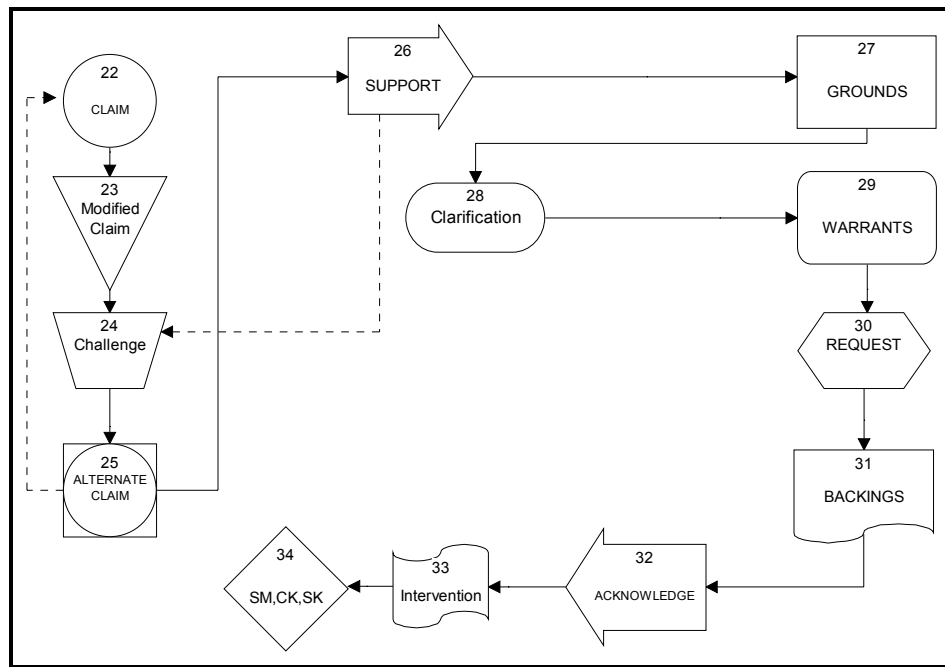 22
CLAIM
23
Modified
Claim
24
Challenge
25
ALTERNATE
CLAIM
26
SUPPORT
27
GROUNDS
28
Clarification
29
WARRANTS
30
REQUEST
31
BACKINGS
32
ACKNOWLEDGE
33
Intervention
34
SM,CK,SK